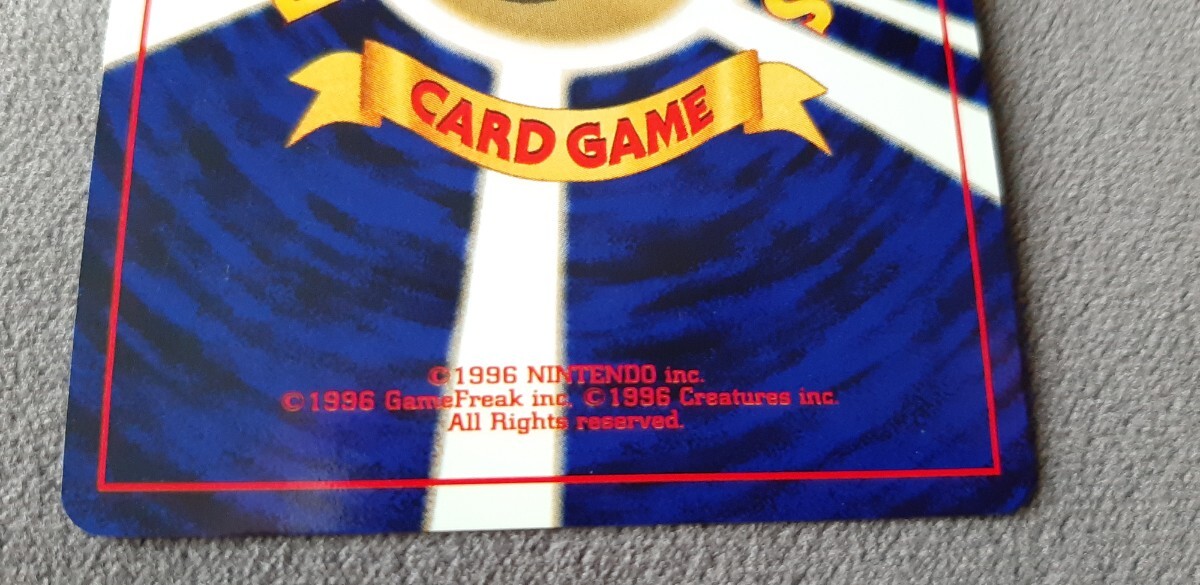 CARD GAME
©1996 NINTENDO inc.
©1996 GameFreak inc. ©1996 Creatures inc.
All Rights reserved.